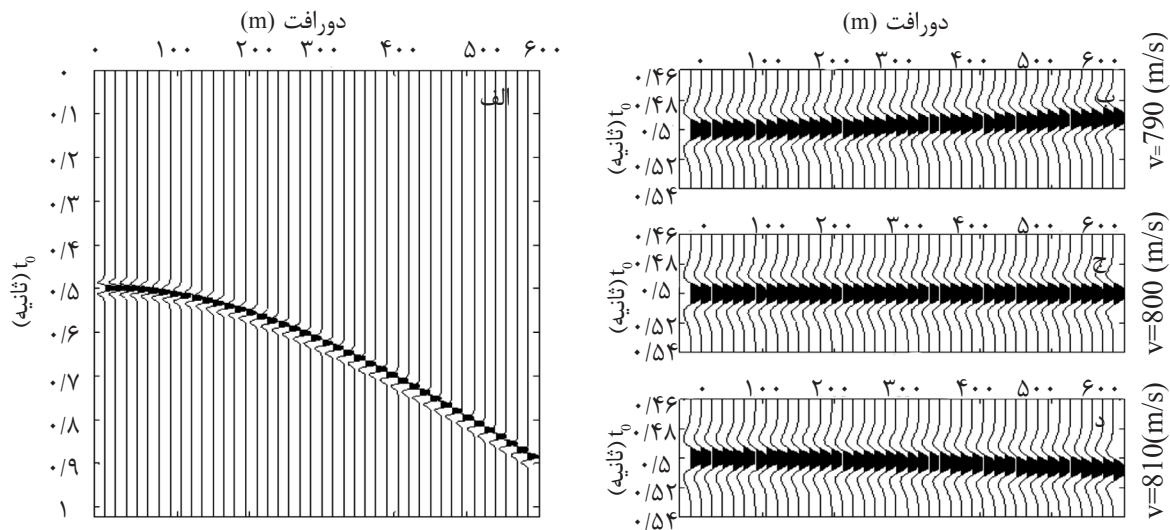 دورافت (m)
۰ ۱۰۰ ۲۰۰ ۳۰۰ ۴۰۰ ۵۰۰ ۶۰۰
الف
۰
۰/۱
۰/۲
۰/۳
۰/۴
۰/۵
۰/۶
۰/۷
۰/۸
۰/۹
۱
t₀(ثانیه)
دورافت (m)
۰ ۱۰۰ ۲۰۰ ۳۰۰ ۴۰۰ ۵۰۰ ۶۰۰
ب
۰/۴۶
۰/۴۸
۰/۵
۰/۵۲
۰/۵۴
t₀(ثانیه)
v=790 (m/s)
۰ ۱۰۰ ۲۰۰ ۳۰۰ ۴۰۰ ۵۰۰ ۶۰۰
ج
۰/۴۶
۰/۴۸
۰/۵
۰/۵۲
۰/۵۴
t₀(ثانیه)
v=800 (m/s)
۰ ۱۰۰ ۲۰۰ ۳۰۰ ۴۰۰ ۵۰۰ ۶۰۰
د
۰/۴۶
۰/۴۸
۰/۵
۰/۵۲
۰/۵۴
t₀(ثانیه)
v=810(m/s)